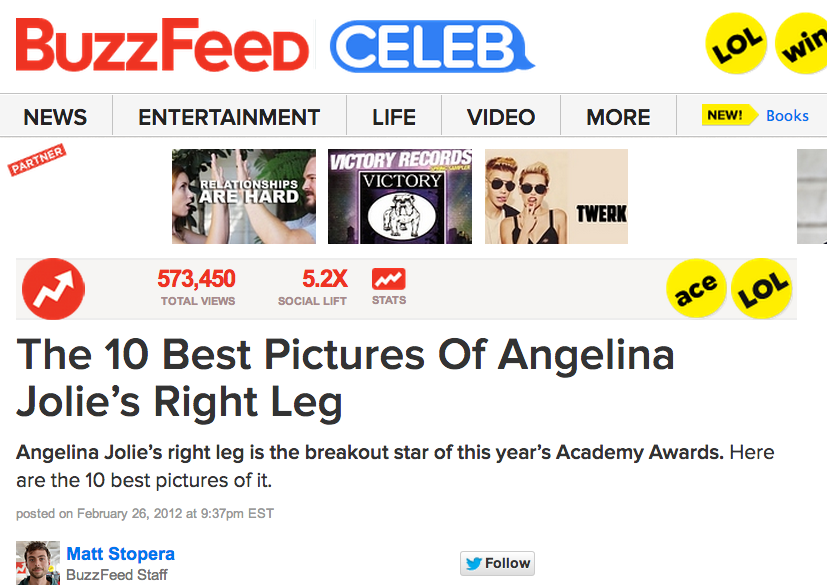 BuzzFeed CELEB LOL win
NEWS ENTERTAINMENT LIFE VIDEO MORE NEW! Books
PARTNER
RELATIONSHIPS
ARE HARD
VICTORY RECORDS
VICTORY
TWERK
573,450 5.2X
TOTAL VIEWS SOCIAL LIFT STATS
ace LOL
The 10 Best Pictures Of Angelina
Jolie’s Right Leg
Angelina Jolie’s right leg is the breakout star of this year’s Academy Awards. Here
are the 10 best pictures of it.
posted on February 26, 2012 at 9:37pm EST
Matt Stopera
BuzzFeed Staff
Follow